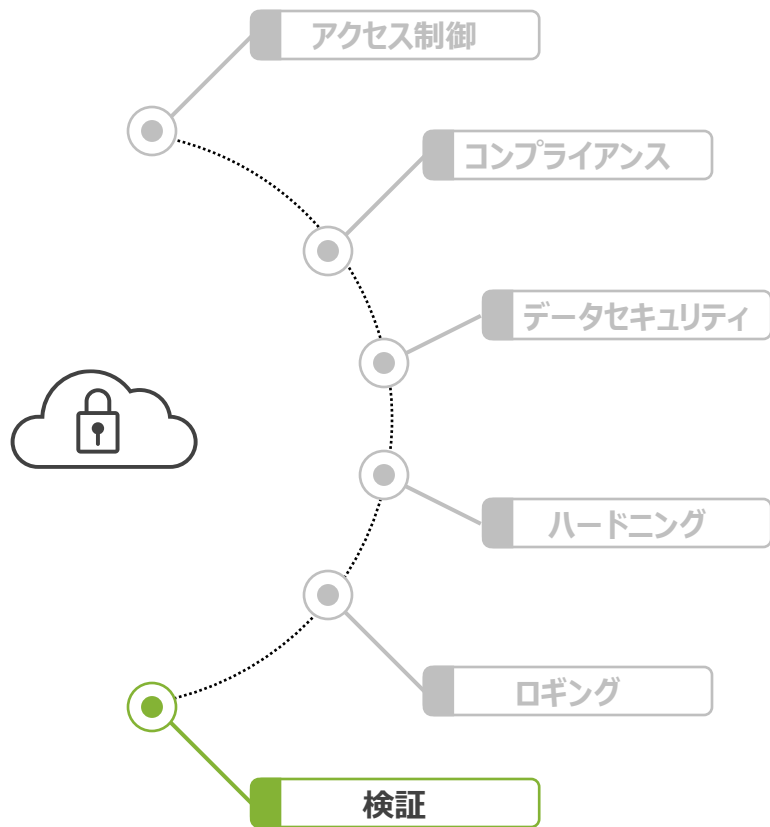 アクセス制御
コンプライアンス
データセキュリティ
ハードニング
ロギング
検証